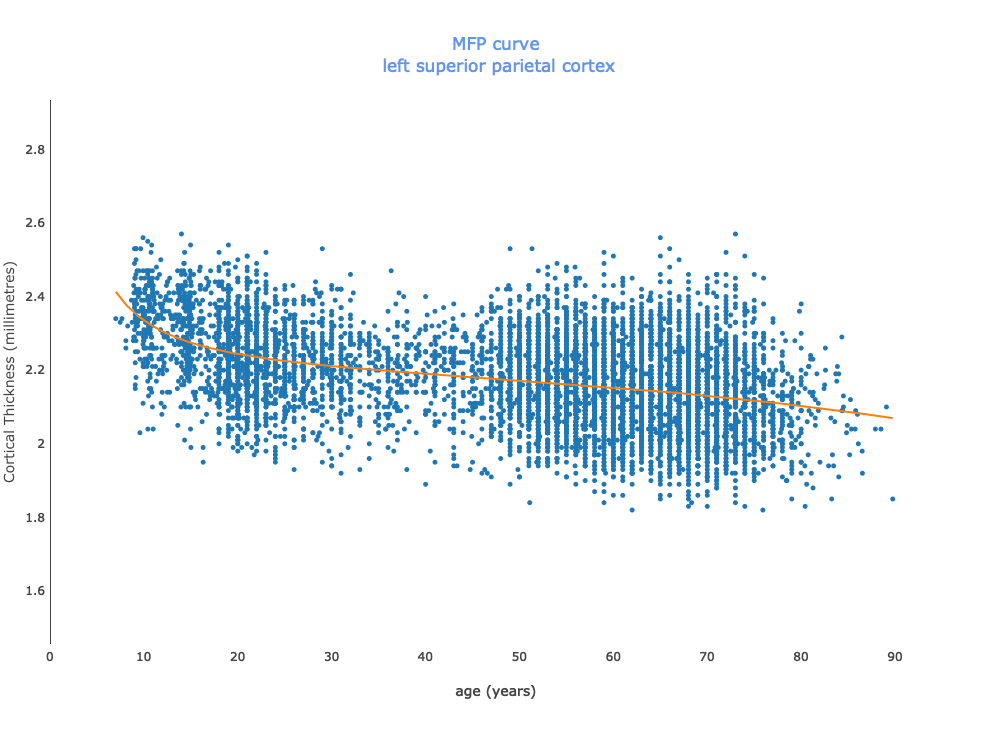 MFP curve
left superior parietal cortex
Cortical Thickness (millimetres)
2.8
2.6
2.4
2.2
2
1.8
1.6
0 10 20 30 40 50 60 70 80 90
age (years)